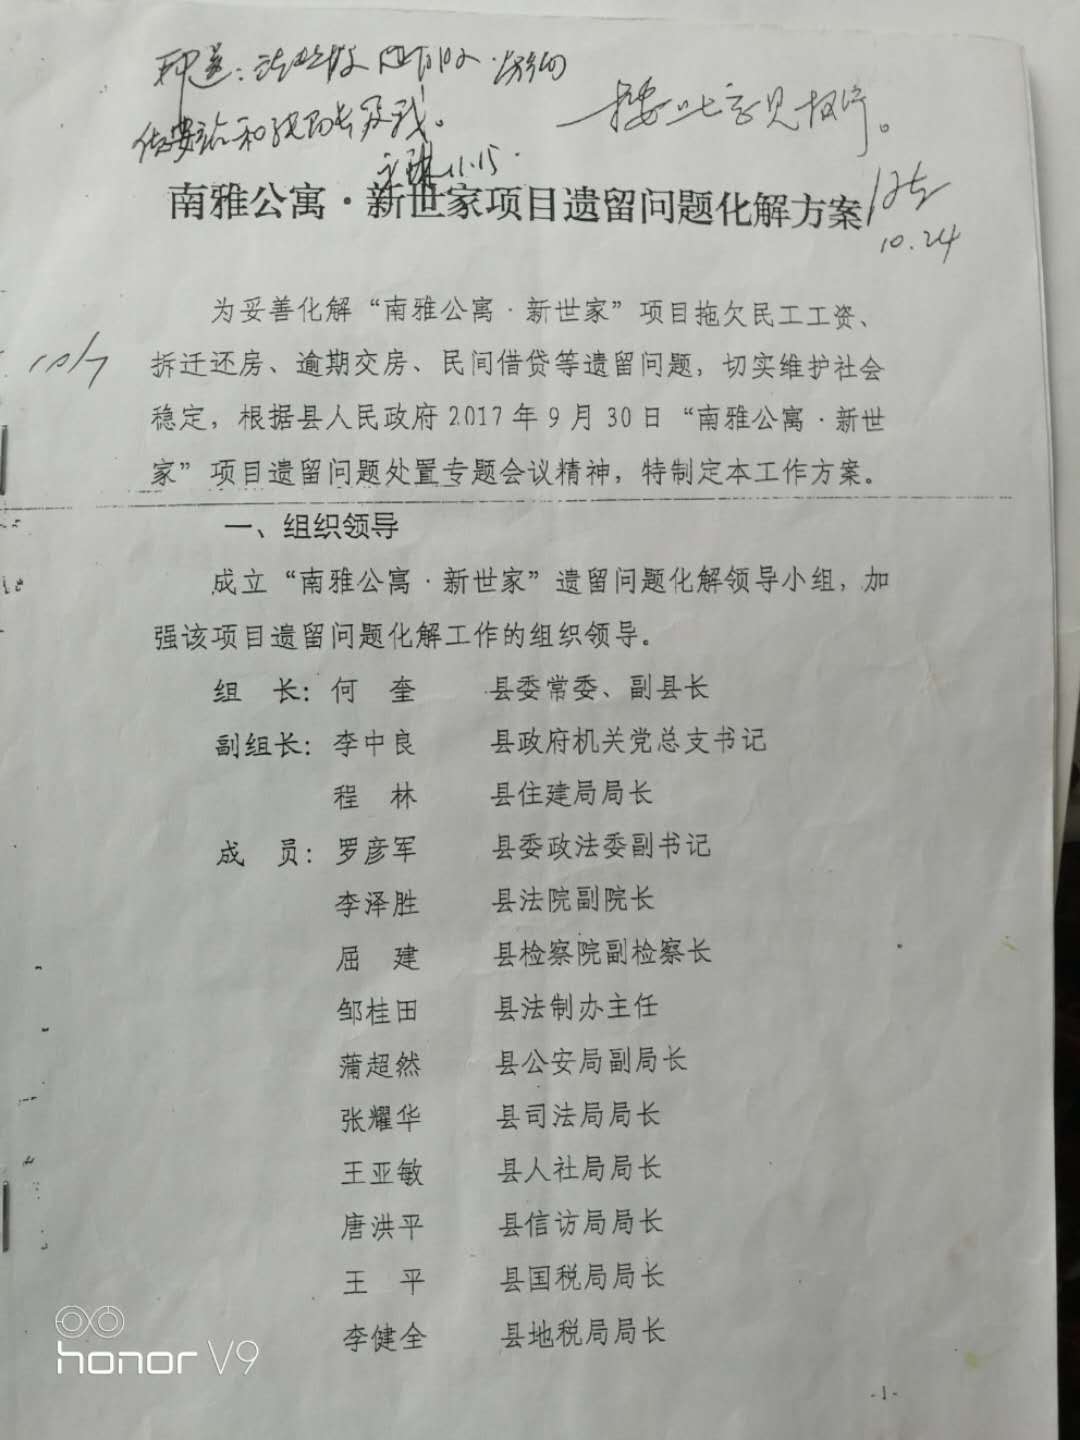 按此意见执行。
10.24
11.15
南雅公寓·新世家项目遗留问题化解方案
为妥善化解“南雅公寓·新世家”项目拖欠民工工资、
拆迁还房、逾期交房、民间借贷等遗留问题，切实维护社会
稳定，根据县人民政府2017年9月30日“南雅公寓·新世
家”项目遗留问题处置专题会议精神，特制定本工作方案。
一、组织领导
成立“南雅公寓·新世家”遗留问题化解领导小组，加
强该项目遗留问题化解工作的组织领导。
组 长：何 奎 县委常委、副县长
副组长：李中良 县政府机关党总支书记
程 林 县住建局局长
成 员：罗彦军 县委政法委副书记
李泽胜 县法院副院长
屈 建 县检察院副检察长
邹桂田 县法制办主任
蒲超然 县公安局副局长
张耀华 县司法局局长
王亚敏 县人社局局长
唐洪平 县信访局局长
王 平 县国税局局长
李健全 县地税局局长
honor V9
-1-